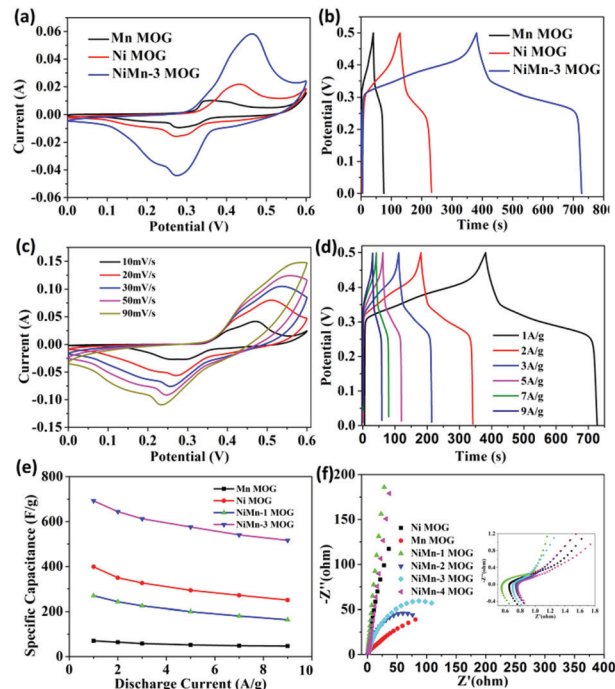 (a)
Mn MOG
Ni MOG
NiMn-3 MOG
0.06
0.04
0.02
0.00
-0.02
-0.04
-0.06
Current (A)
0.0 0.1 0.2 0.3 0.4 0.5 0.6
Potential (V)
(b)
Mn MOG
Ni MOG
NiMn-3 MOG
0.5
0.4
0.3
0.2
0.1
0.0
Potential (V)
0 100 200 300 400 500 600 700 800
Time (s)
(c)
10mV/s
20mV/s
30mV/s
50mV/s
90mV/s
0.15
0.10
0.05
0.00
-0.05
-0.10
-0.15
Current (A)
0.0 0.1 0.2 0.3 0.4 0.5 0.6
Potential (V)
(d)
1A/g
2A/g
3A/g
5A/g
7A/g
9A/g
0.5
0.4
0.3
0.2
0.1
0.0
Potential (V)
0 100 200 300 400 500 600 700
Time (s)
(e)
Mn MOG
Ni MOG
NiMn-1 MOG
NiMn-3 MOG
800
600
400
200
0
Specific Capacitance (F/g)
0 2 4 6 8 10
Discharge Current (A/g)
(f)
Ni MOG
Mn MOG
NiMn-1 MOG
NiMn-2 MOG
NiMn-3 MOG
NiMn-4 MOG
-200
-150
-100
-50
0
-Z''(ohm)
0 50 100 150 200
Z'(ohm)
-1.2
-0.8
-0.4
0.0
-0.4
-Z''(ohm)
0.6 0.8 1.0 1.2 1.4 1.6 1.8
Z'(ohm)